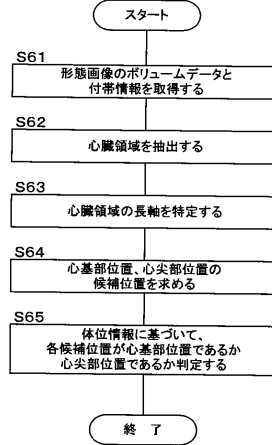 スタート
S61
形態画像のボリュームデータと
付帯情報を取得する
S62
心臓領域を抽出する
S63
心臓領域の長軸を特定する
S64
心基部位置、心尖部位置の
候補位置を求める
S65
体位情報に基づいて、
各候補位置が心基部位置であるか
心尖部位置であるか判定する
終 了